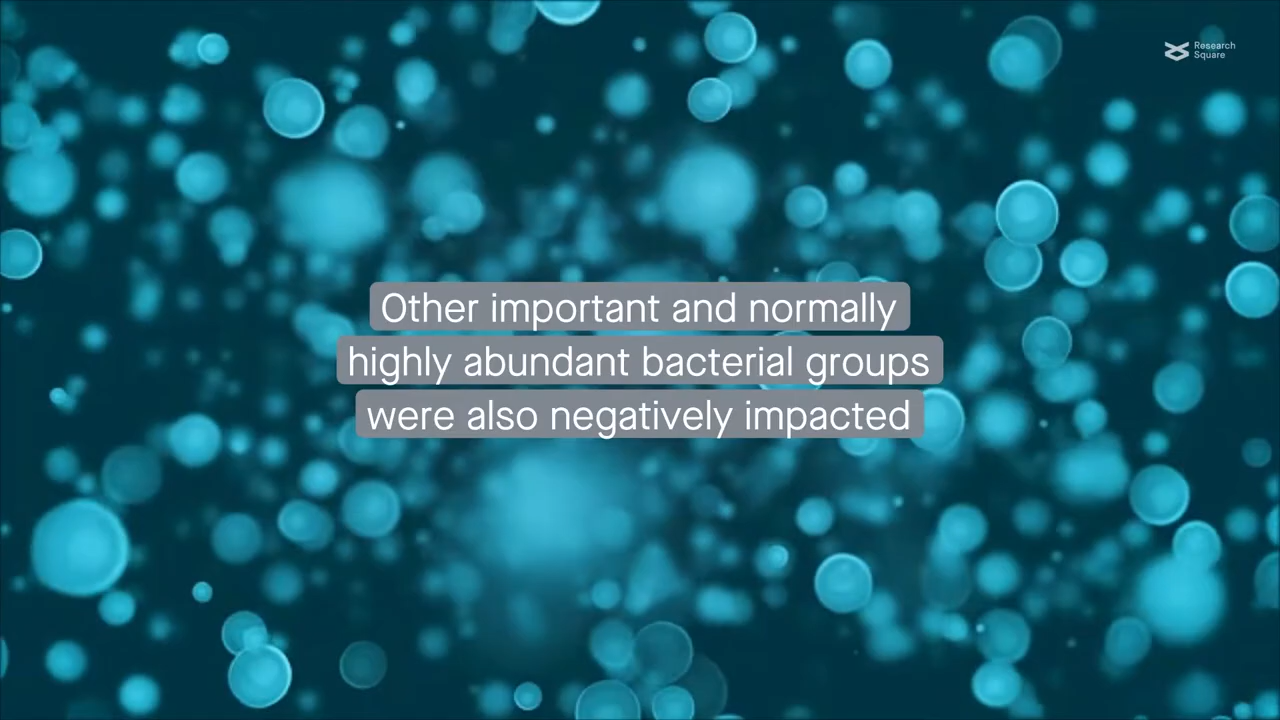 Research
Square
Other important and normally
highly abundant bacterial groups
were also negatively impacted